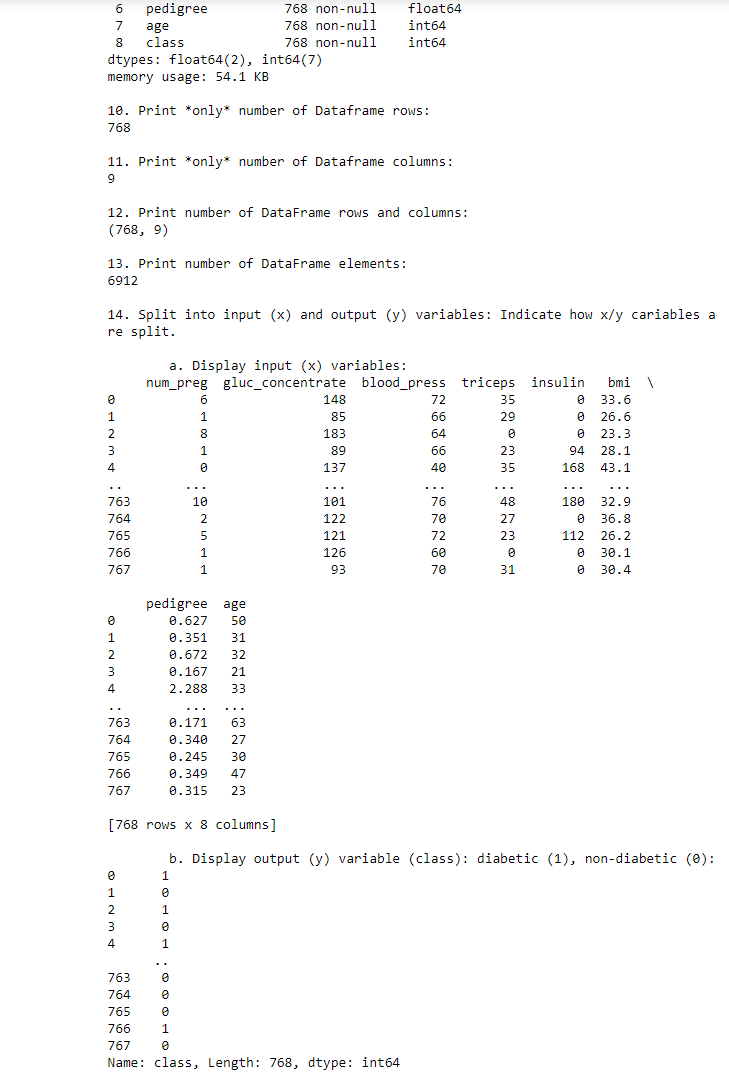 6   pedigree          768 non-null    float64
7   age               768 non-null    int64
8   class             768 non-null    int64
dtypes: float64(2), int64(7)
memory usage: 54.1 KB
10. Print *only* number of Dataframe rows:
768
11. Print *only* number of Dataframe columns:
9
12. Print number of DataFrame rows and columns:
(768, 9)
13. Print number of DataFrame elements:
6912
14. Split into input (x) and output (y) variables: Indicate how x/y cariables a
re split.
a. Display input (x) variables:
     num_preg  gluc_concentrate  blood_press  triceps  insulin   bmi  \
0           6               148           72       35        0  33.6
1           1                85           66       29        0  26.6
2           8               183           64        0        0  23.3
3           1                89           66       23       94  28.1
4           0               137           40       35      168  43.1
..        ...               ...          ...      ...      ...   ...
763        10               101           76       48      180  32.9
764         2               122           70       27        0  36.8
765         5               121           72       23      112  26.2
766         1               126           60        0        0  30.1
767         1                93           70       31        0  30.4
     pedigree  age
0       0.627   50
1       0.351   31
2       0.672   32
3       0.167   21
4       2.288   33
..        ...  ...
763     0.171   63
764     0.340   27
765     0.245   30
766     0.349   47
767     0.315   23
[768 rows x 8 columns]
b. Display output (y) variable (class): diabetic (1), non-diabetic (0):
0      1
1      0
2      1
3      0
4      1
      ..
763    0
764    0
765    0
766    1
767    0
Name: class, Length: 768, dtype: int64